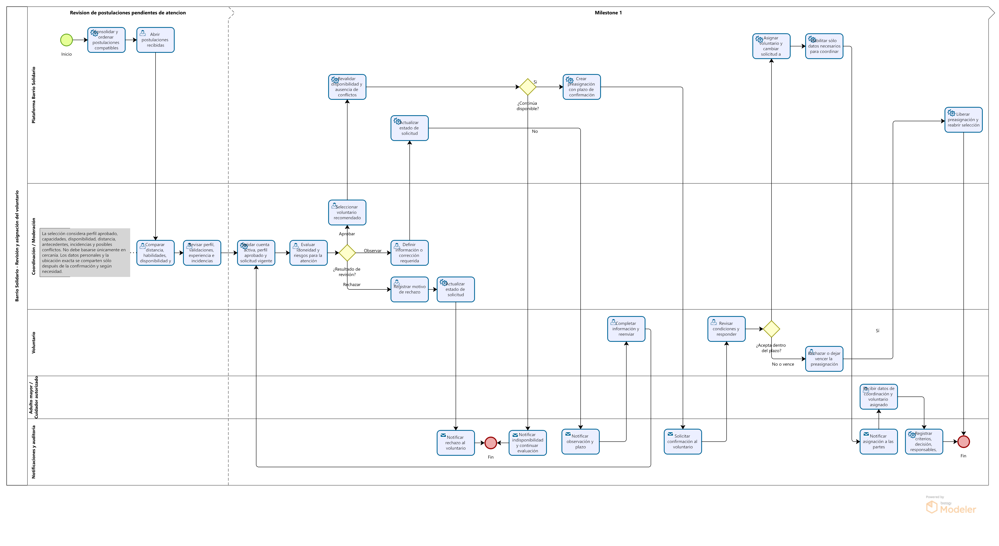 Revision de postulaciones pendientes de atencion
Milestone 1
Barrio Solidario - Revisión y asignación del voluntario
Plataforma Barrio Solidario
Inicio
Consolidar y
ordenar
postulaciones
compatibles
Abrir
postulaciones
recibidas
Asignar
voluntario y
cambiar
solicitud a
Habilitar sólo
datos necesarios
para coordinar
Revalidar
disponibilidad y
ausencia de
conflictos
¿Continúa
disponible?
Si
No
Crear
preasignación
con plazo de
confirmación
Actualizar
estado de
solicitud
Liberar
preasignación y
reabrir selección
Coordinación / Moderación
La selección considera perfil aprobado,
capacidades, disponibilidad, distancia,
antecedentes, incidencias y posibles
conflictos. No debe basarse únicamente en
cercanía. Los datos personales y la
ubicación exacta se comparten sólo
después de la confirmación y según
necesidad.
Comparar
distancia,
habilidades,
disponibilidad y
Revisar perfil,
validaciones,
experiencia e
incidencias
Validar cuenta
activa, perfil
aprobado y
solicitud vigente
Evaluar
idoneidad y
riesgos para la
atención
Seleccionar
voluntario
recomendado
Aprobar
Observar
¿Resultado de
revisión?
Rechazar
Definir
información o
corrección
requerida
Registrar motivo
de rechazo
Actualizar
estado de
solicitud
Voluntario
Completar
información y
reenviar
Revisar
condiciones y
responder
¿Acepta dentro
del plazo?
Sí
No o vence
Rechazar o dejar
vencer la
preasignación
Adulto mayor /
Cuidador autorizado
Recibir datos de
coordinación y
voluntario
asignado
Notificaciones y auditoría
Notificar
rechazo al
voluntario
Fin
Notificar
indisponibilidad
y continuar
evaluación
Notificar
observación y
plazo
Solicitar
confirmación al
voluntario
Notificar
asignación a las
partes
Registrar
criterios,
decisión,
responsables,
Fin
Powered by
bizagi
Modeler